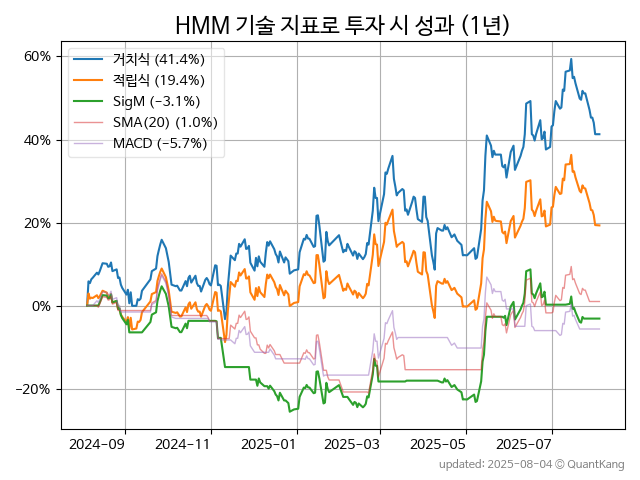 HMM 기술 지표로 투자 시 성과 (1년)
60%
40%
20%
0%
−20%
거치식 (41.4%)
적립식 (19.4%)
SigM (−3.1%)
SMA(20) (1.0%)
MACD (−5.7%)
2024-09 2024-11 2025-01 2025-03 2025-05 2025-07
updated: 2025-08-04 © QuantKang